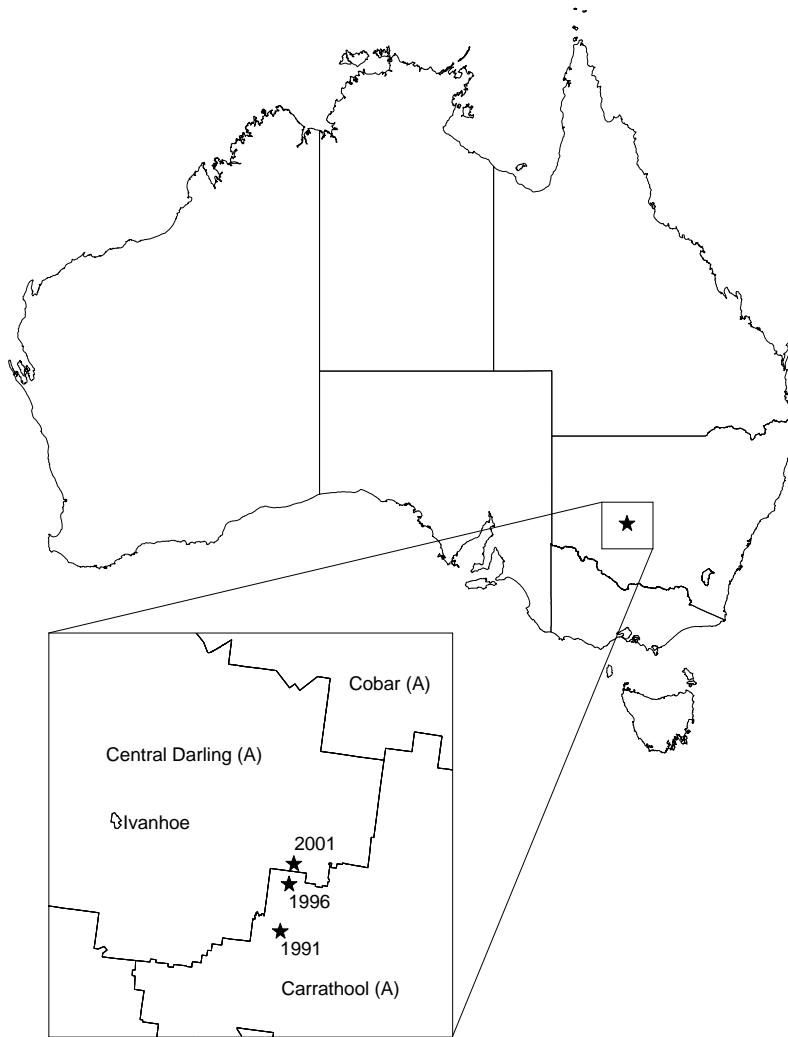 Cobar (A)
Central Darling (A)
Ivanhoe
2001
1996
1991
Carrathool (A)